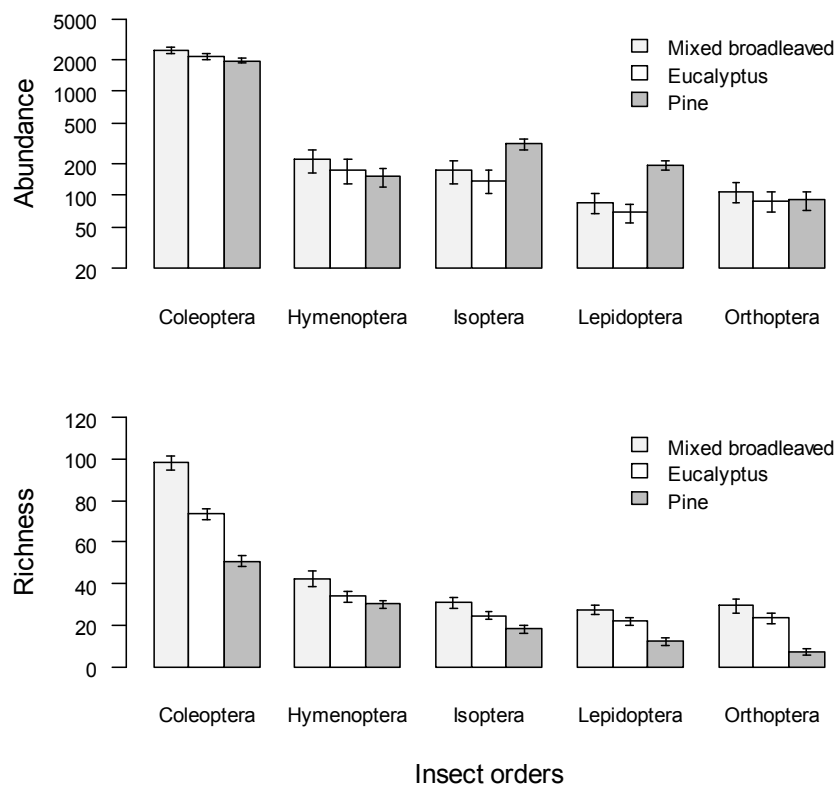 Abundance
5000
2000
1000
500
200
100
50
20
Mixed broadleaved
Eucalyptus
Pine
Coleoptera Hymenoptera Isoptera Lepidoptera Orthoptera
Richness
120
100
80
60
40
20
0
Mixed broadleaved
Eucalyptus
Pine
Coleoptera Hymenoptera Isoptera Lepidoptera Orthoptera
Insect orders